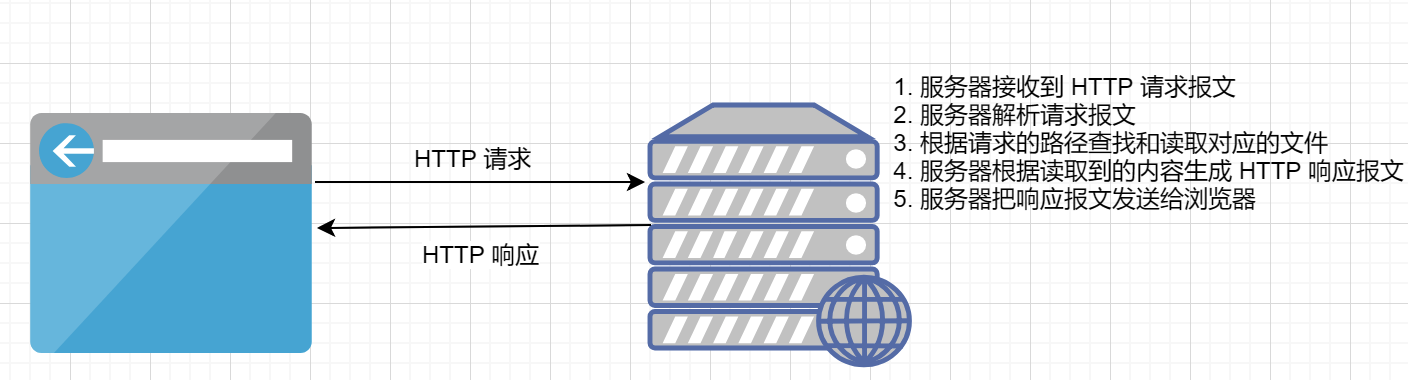 HTTP 请求
HTTP 响应
1. 服务器接收到 HTTP 请求报文
2. 服务器解析请求报文
3. 根据请求的路径查找和读取对应的文件
4. 服务器根据读取到的内容生成 HTTP 响应报文
5. 服务器把响应报文发送给浏览器